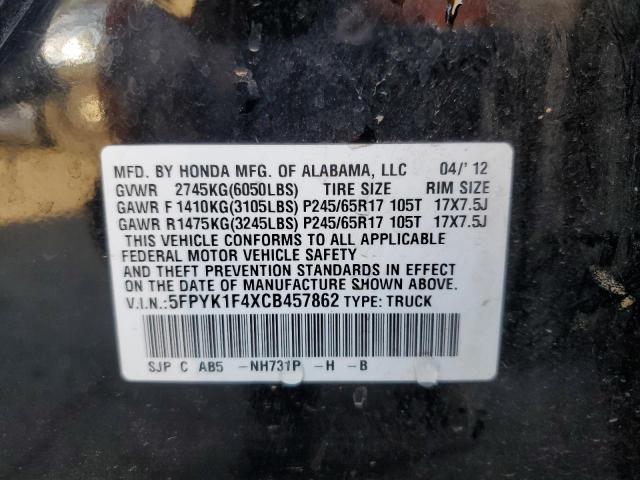 MFD. BY HONDA MFG. OF ALABAMA, LLC 04/'12
GVWR 2745KG(6050LBS) TIRE SIZE RIM SIZE
GAWR F 1410KG(3105LBS) P245/65R17 105T 17X7.5J
GAWR R1475KG(3245LBS) P245/65R17 105T 17X7.5J
THIS VEHICLE CONFORMS TO ALL APPLICABLE
FEDERAL MOTOR VEHICLE SAFETY
AND THEFT PREVENTION STANDARDS IN EFFECT
ON THE DATE OF MANUFACTURE SHOWN ABOVE.
V.I.N.: 5FPYK1F4XCB457862 TYPE: TRUCK
SJP C AB5 -NH731P -H -B